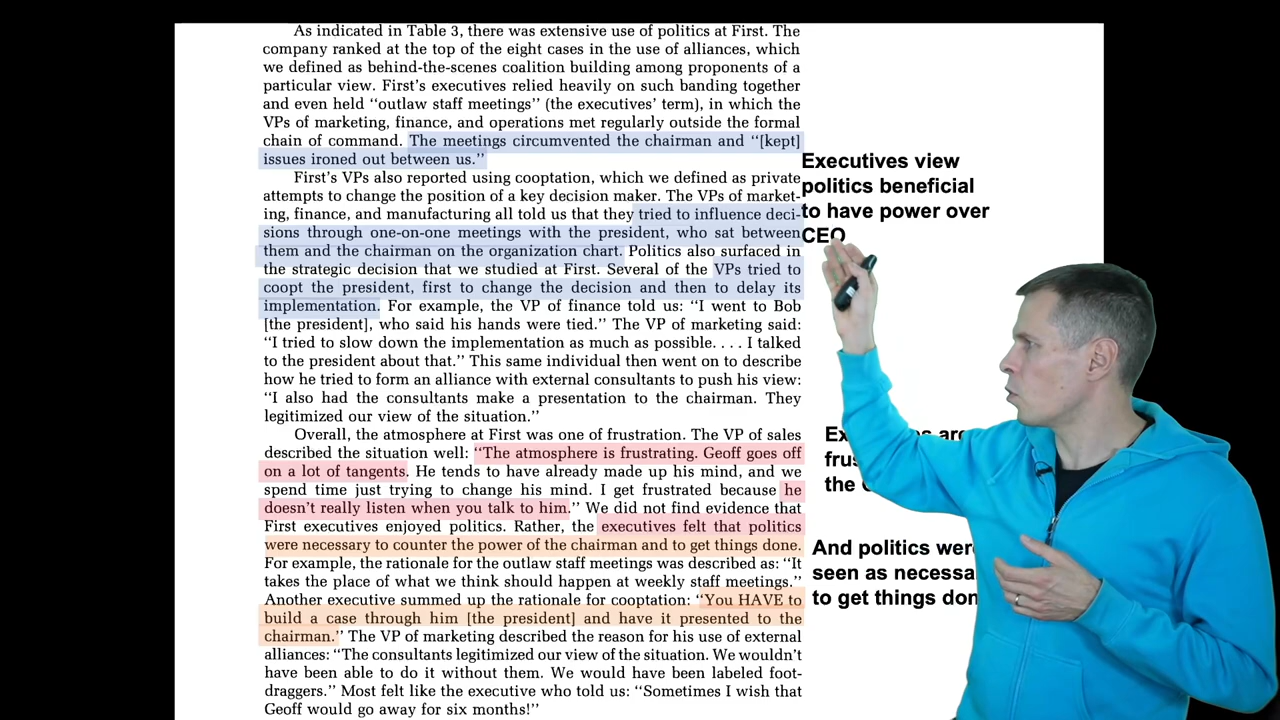 As indicated in Table 3, there was extensive use of politics at First. The
company ranked at the top of the eight cases in the use of alliances, which
we defined as behind-the-scenes coalition building among proponents of a
particular view. First's executives relied heavily on such banding together
and even held “outlaw staff meetings” (the executives' term), in which the
VPs of marketing, finance, and operations met regularly outside the formal
chain of command. The meetings circumvented the chairman and “[kept]
issues ironed out between us.”
First's VPs also reported using cooptation, which we defined as private
attempts to change the position of a key decision maker. The VPs of market-
ing, finance, and manufacturing all told us that they tried to influence deci-
sions through one-on-one meetings with the president, who sat between
them and the chairman on the organization chart. Politics also surfaced in
the strategic decision that we studied at First. Several of the VPs tried to
coopt the president, first to change the decision and then to delay its
implementation. For example, the VP of finance told us: “I went to Bob
[the president], who said his hands were tied.” The VP of marketing said:
“I tried to slow down the implementation as much as possible. . . . I talked
to the president about that.” This same individual then went on to describe
how he tried to form an alliance with external consultants to push his view:
“I also had the consultants make a presentation to the chairman. They
legitimized our view of the situation.”
Overall, the atmosphere at First was one of frustration. The VP of sales
described the situation well: “The atmosphere is frustrating. Geoff goes off
on a lot of tangents. He tends to have already made up his mind, and we
spend time just trying to change his mind. I get frustrated because he
doesn't really listen when you talk to him.” We did not find evidence that
First executives enjoyed politics. Rather, the executives felt that politics
were necessary to counter the power of the chairman and to get things done.
For example, the rationale for the outlaw staff meetings was described as: “It
takes the place of what we think should happen at weekly staff meetings.”
Another executive summed up the rationale for cooptation: “You HAVE to
build a case through him [the president] and have it presented to the
chairman.” The VP of marketing described the reason for his use of external
alliances: “The consultants legitimized our view of the situation. We wouldn't
have been able to do it without them. We would have been labeled foot-
draggers.” Most felt like the executive who told us: “Sometimes I wish that
Geoff would go away for six months!”
Executives view
politics beneficial
to have power over
CEO
the
And politics were
seen as
to get things